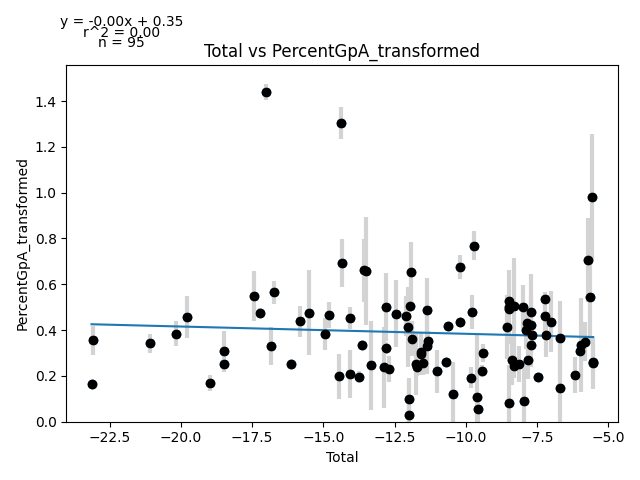 y = -0.00x + 0.35
r^2 = 0.00
n = 95
Total vs PercentGpA_transformed
PercentGpA_transformed
1.4
1.2
1.0
0.8
0.6
0.4
0.2
0.0
−22.5 −20.0 −17.5 −15.0 −12.5 −10.0 −7.5 −5.0
Total